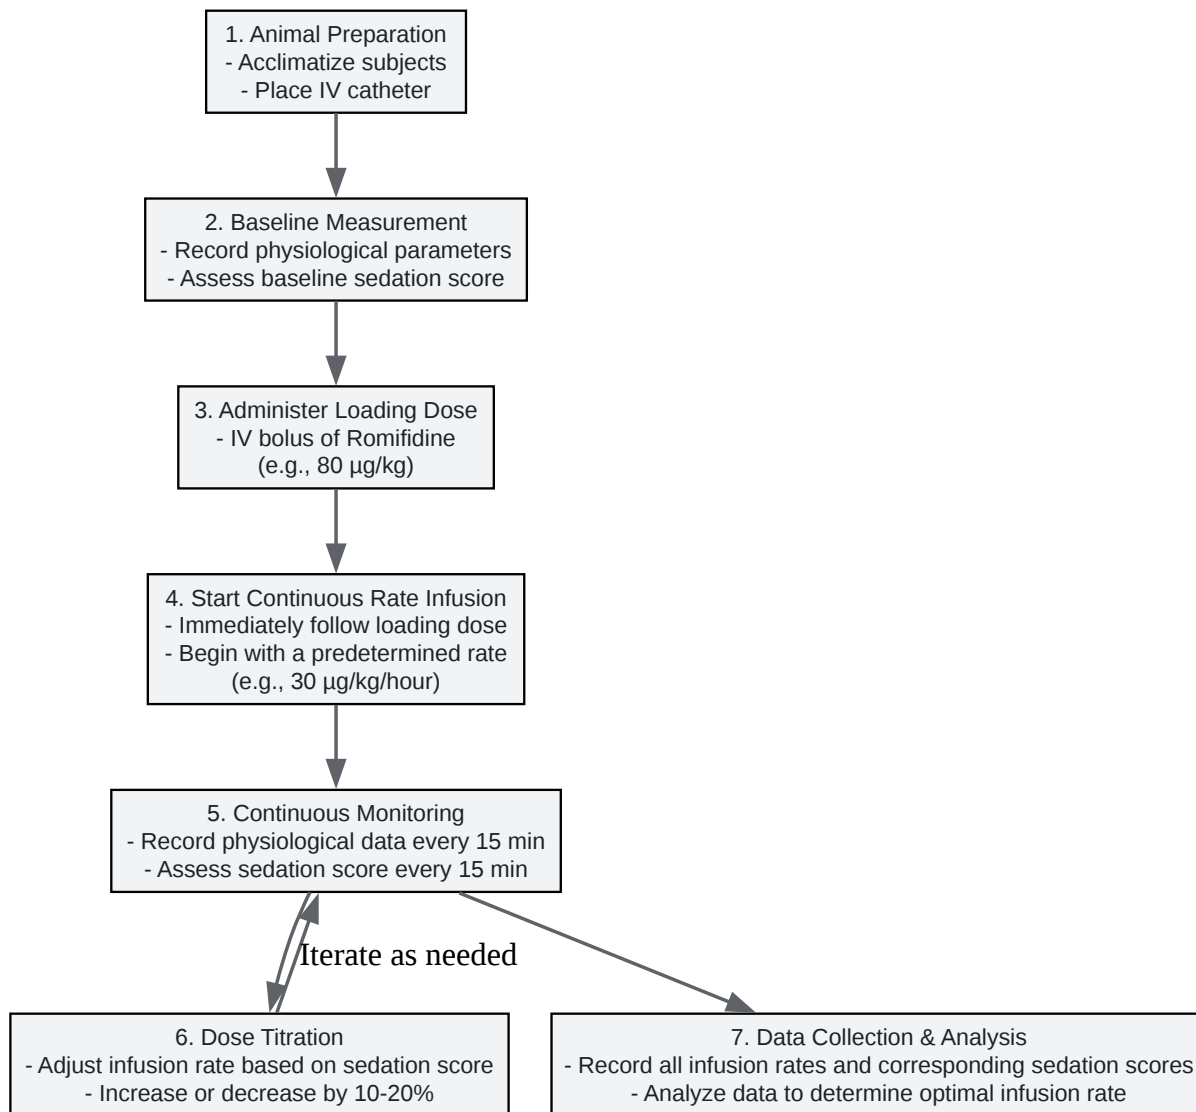 1. Animal Preparation
- Acclimatize subjects
- Place IV catheter
2. Baseline Measurement
- Record physiological parameters
- Assess baseline sedation score
3. Administer Loading Dose
- IV bolus of Romifidine
(e.g., 80 µg/kg)
4. Start Continuous Rate Infusion
- Immediately follow loading dose
- Begin with a predetermined rate
(e.g., 30 µg/kg/hour)
5. Continuous Monitoring
- Record physiological data every 15 min
- Assess sedation score every 15 min
Iterate as needed
6. Dose Titration
- Adjust infusion rate based on sedation score
- Increase or decrease by 10-20%
7. Data Collection & Analysis
- Record all infusion rates and corresponding sedation scores
- Analyze data to determine optimal infusion rate